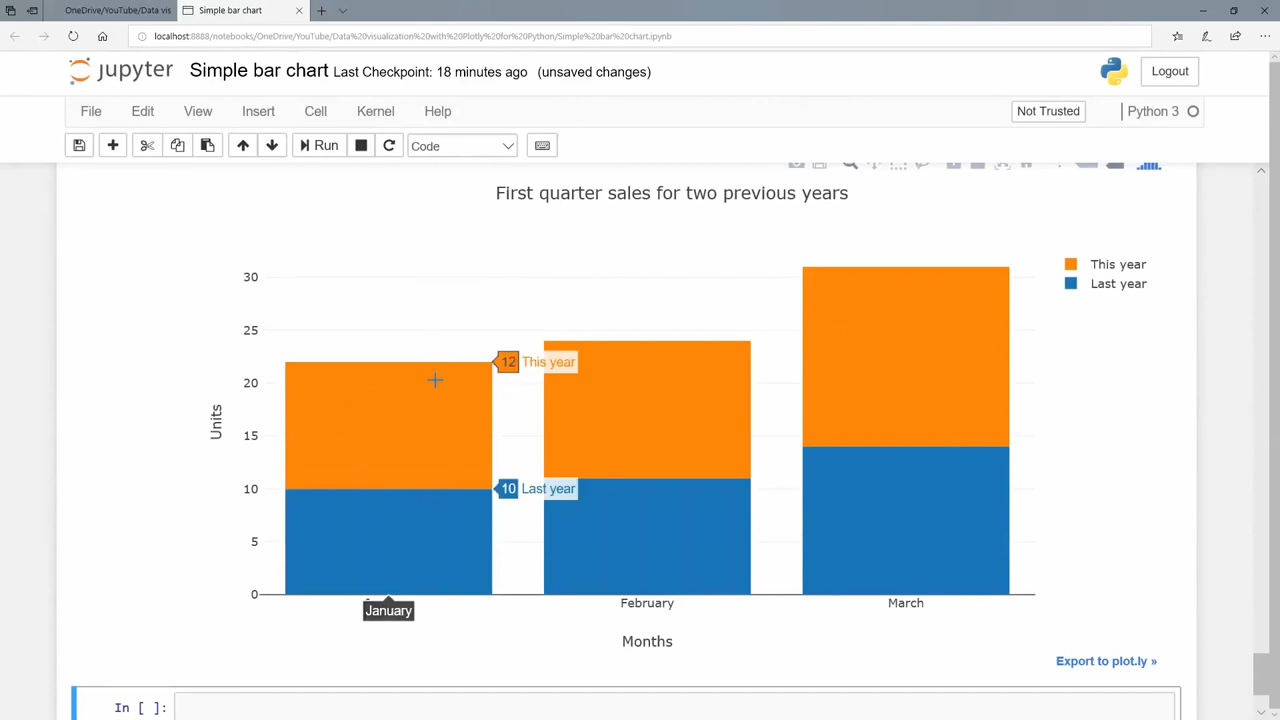 OneDrive/YouTube/Data vis
Simple bar chart
localhost:8888/notebooks/OneDrive/YouTube/Data%20visualization%20with%20Plotly%20for%20Python/Simple%20bar%20chart.ipynb
jupyter Simple bar chart Last Checkpoint: 18 minutes ago (unsaved changes) Logout
File Edit View Insert Cell Kernel Help Not Trusted Python 3
Run Code
First quarter sales for two previous years
This year
Last year
30
25
20
15
10
5
0
Units
12 This year
10 Last year
January February March
Months
Export to plot.ly »
In [ ]: